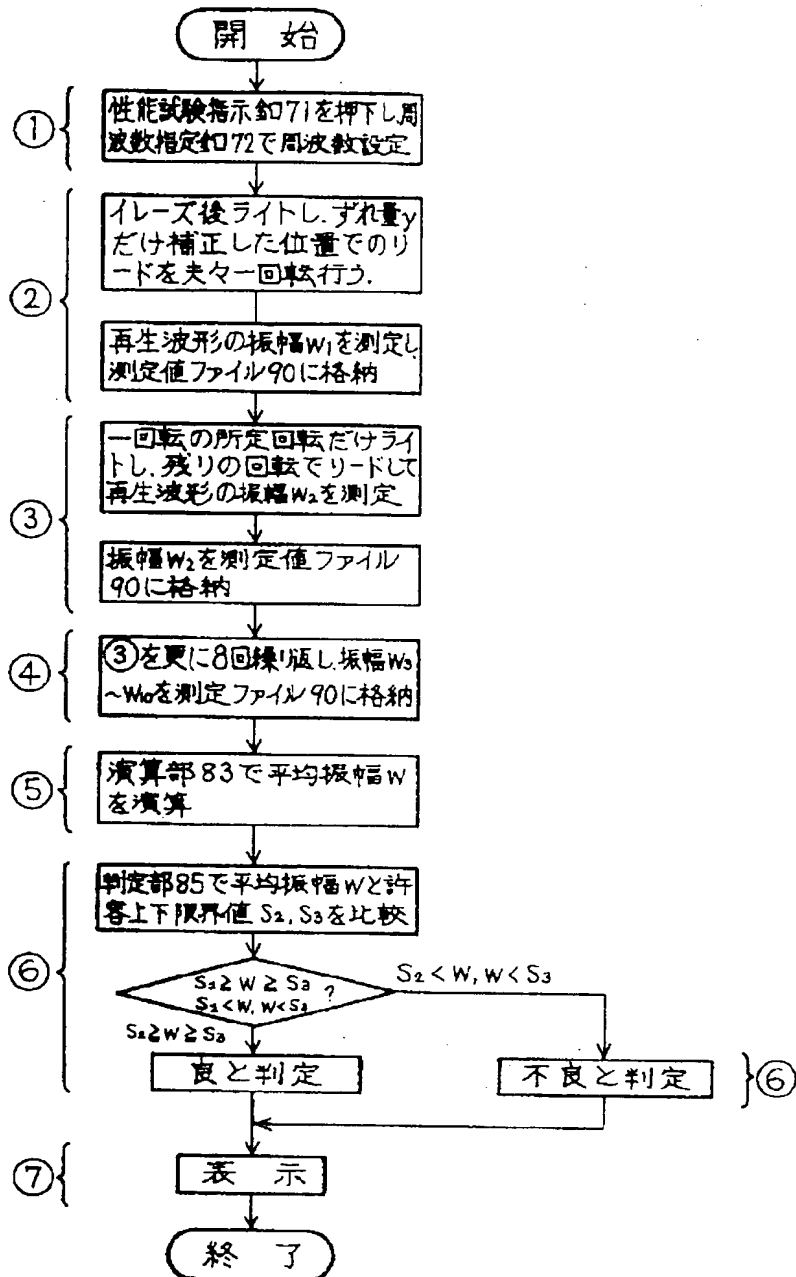 開 始
①
性能試験指示釦71を押下し周
波数指定釦72で周波数設定
②
イレーズ後ライトし、ずれ量y
だけ補正した位置でのリ
ードを夫々一回転行う.
再生波形の振幅W₁を測定し
測定値ファイル90に格納
③
一回転の所定回転だけライ
トし、残りの回転でリードして
再生波形の振幅W₂を測定
振幅W₂を測定値ファイル
90に格納
④
③を更に8回繰り返し、振幅W₃
~W₁₀を測定ファイル90に格納
⑤
演算部83で平均振幅W
を演算
⑥
判定部85で平均振幅Wと許
容上下限界値S₂, S₃を比較
S₂≧W≧S₃
S₂<W, W<S₃ ?
S₂<W, W<S₃
S₂≧W≧S₃
良と判定
不良と判定
⑥
⑦
表 示
終 了